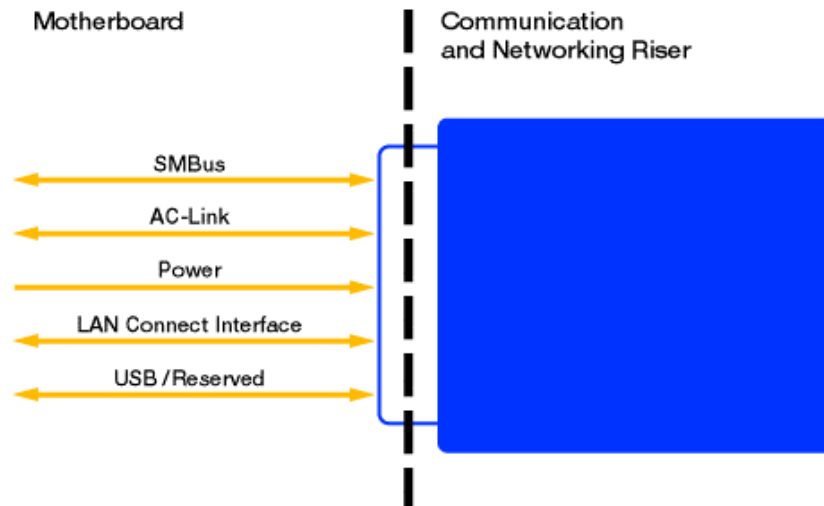 Motherboard
Communication
and Networking Riser
SMBus
AC-Link
Power
LAN Connect Interface
USB/Reserved